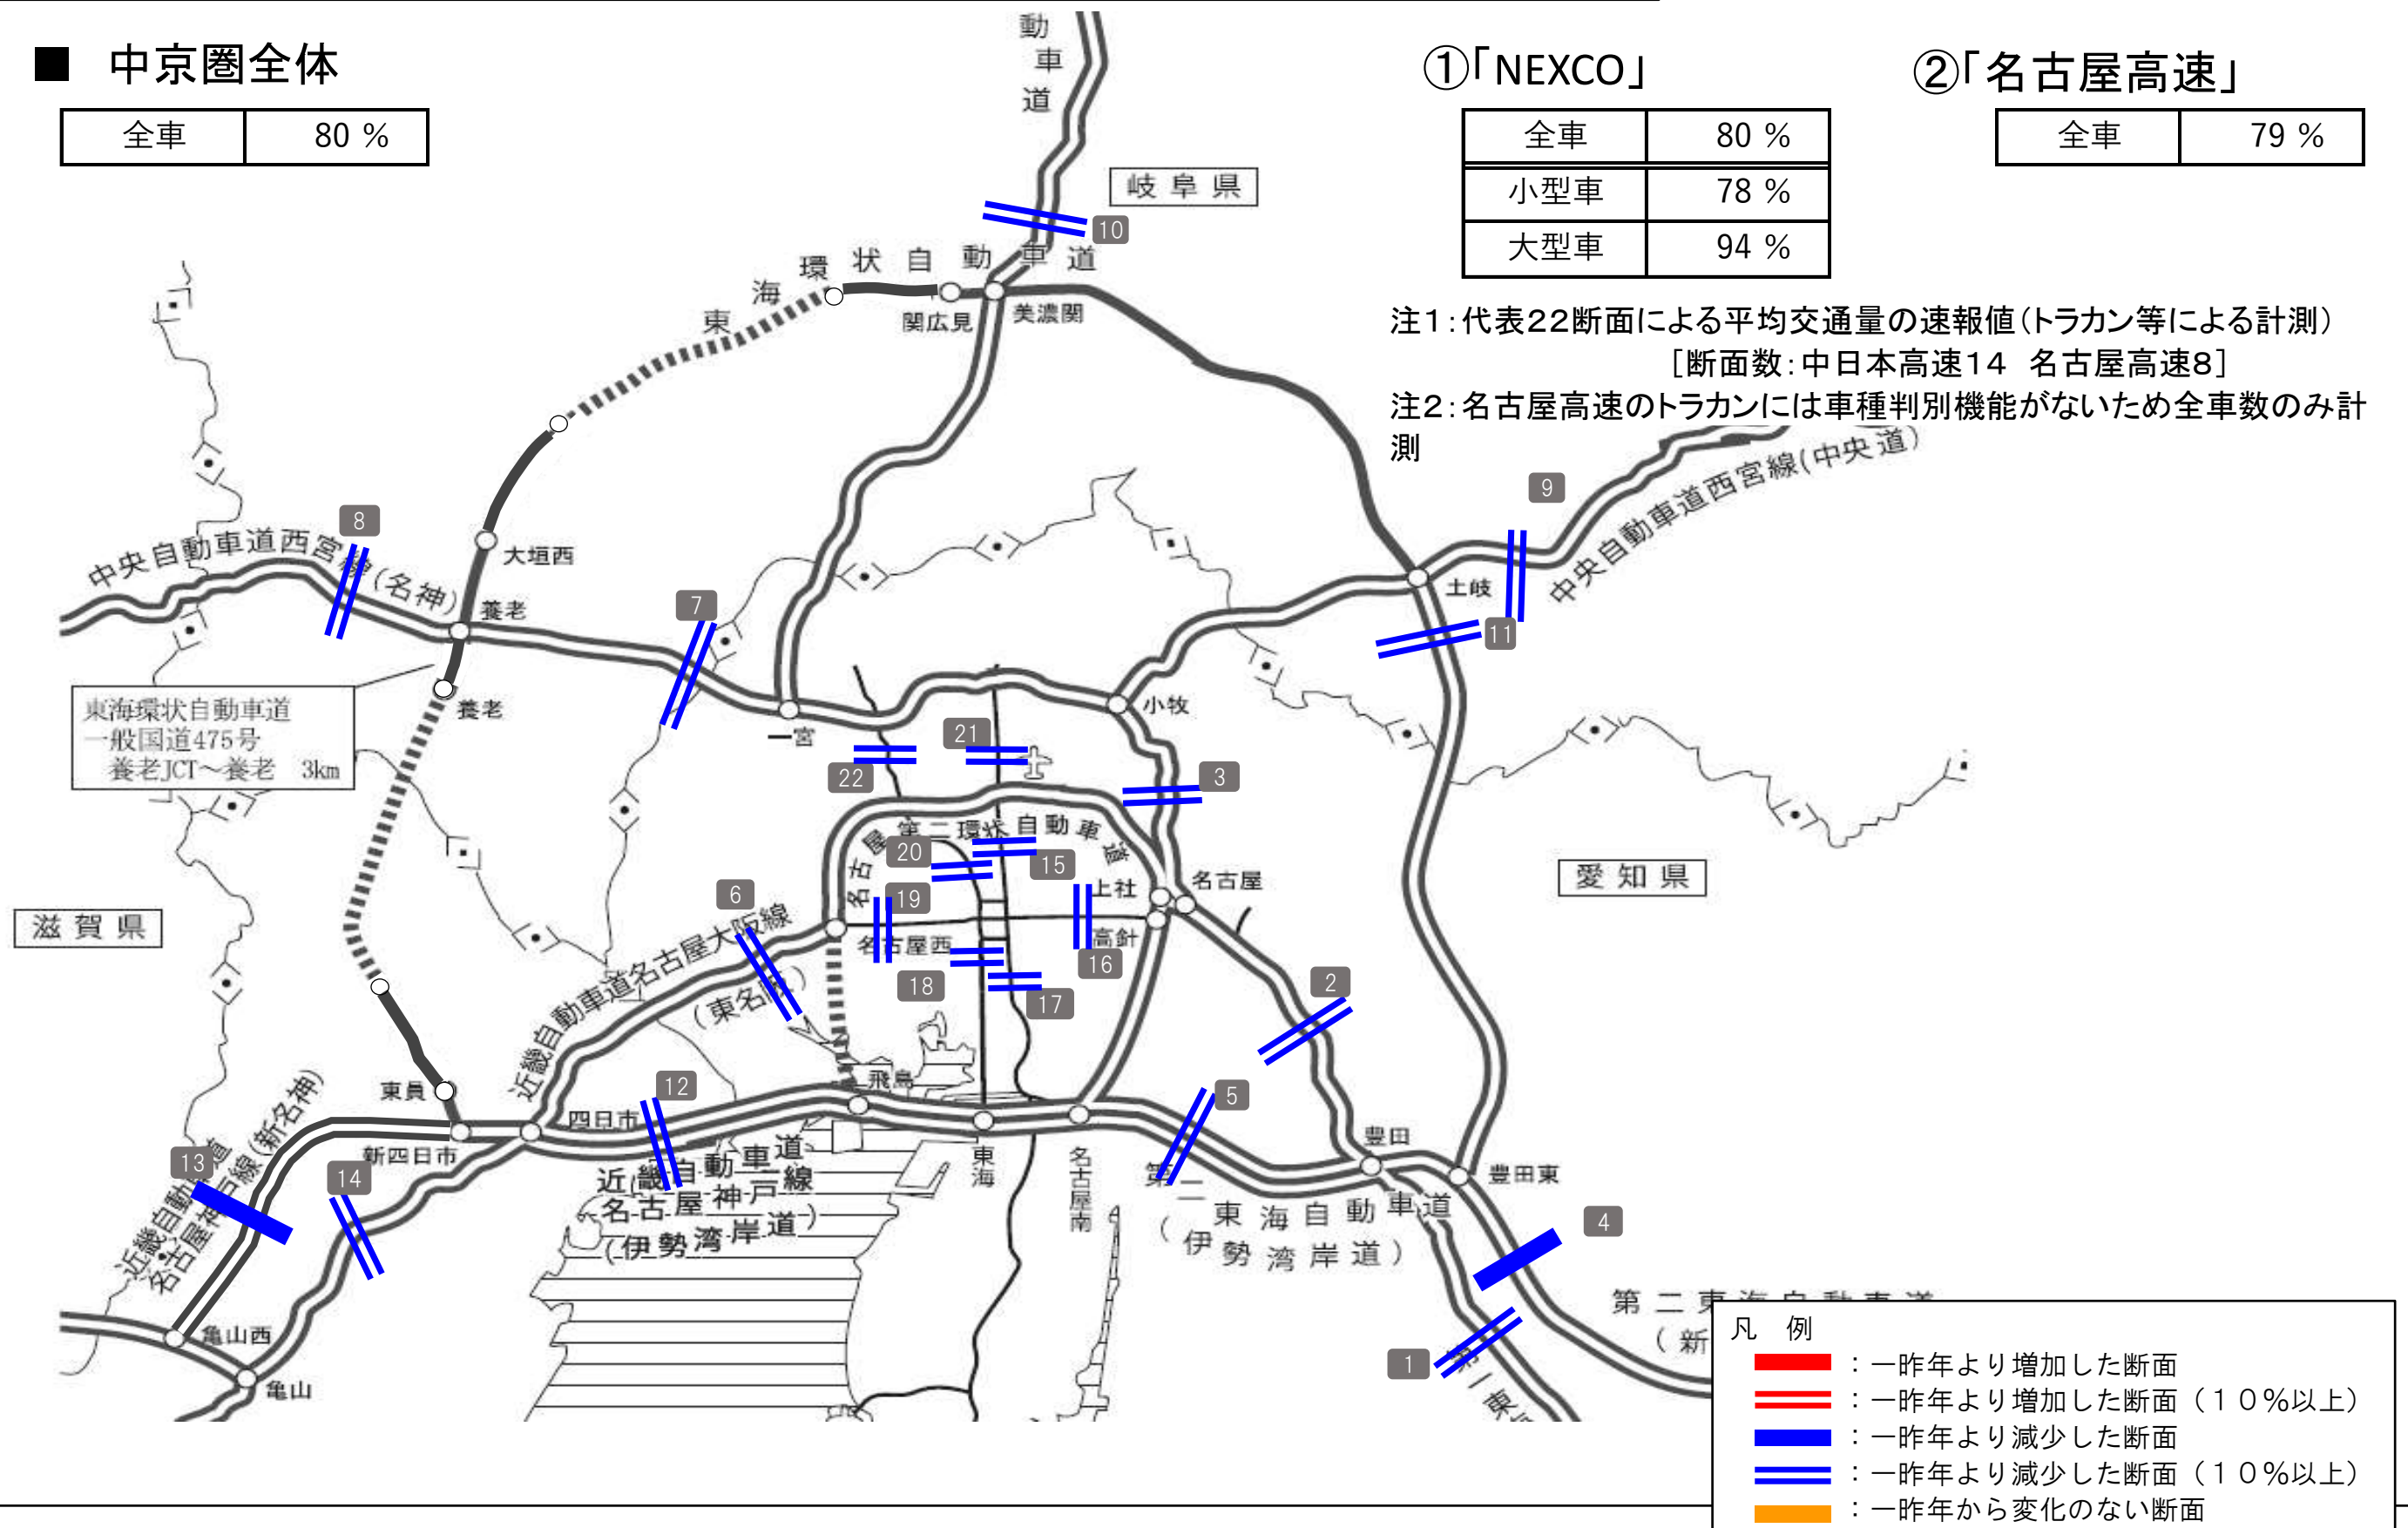 ■ 中京圏全体
全車 80 %
①｢NEXCO｣
全車 80 %
小型車 78 %
大型車 94 %
②｢名古屋高速｣
全車 79 %
注１：代表２２断面による平均交通量の速報値（トラカン等による計測）
［断面数：中日本高速１４　名古屋高速８］
注２：名古屋高速のトラカンには車種判別機能がないため全車数のみ計
測
動車道
岐阜県
10
東海環状自動車道
関広見
美濃関
9
中央自動車道西宮線(中央道)
8
中央自動車道西宮線(名神)
大垣西
養老
7
土岐
11
東海環状自動車道
一般国道475号
養老JCT～養老　3km
養老
一宮
小牧
21
22
3
名古屋第二環状自動車道
20
15
上社
名古屋
愛知県
滋賀県
6
19
名古屋西
高針
16
近畿自動車道名古屋大阪線
(東名阪)
18
17
2
東員
12
飛島
5
四日市
新四日市
13
14
近畿自動車道
名古屋神戸線(新名神)
近畿自動車道
名古屋神戸線
(伊勢湾岸道)
東海
名古屋南
豊田
豊田東
第二東海自動車道
(伊勢湾岸道)
4
亀山西
亀山
1
第一東
第二東海自動車道
(新
凡　例
：一昨年より増加した断面
：一昨年より増加した断面（１０％以上）
：一昨年より減少した断面
：一昨年より減少した断面（１０％以上）
：一昨年から変化のない断面